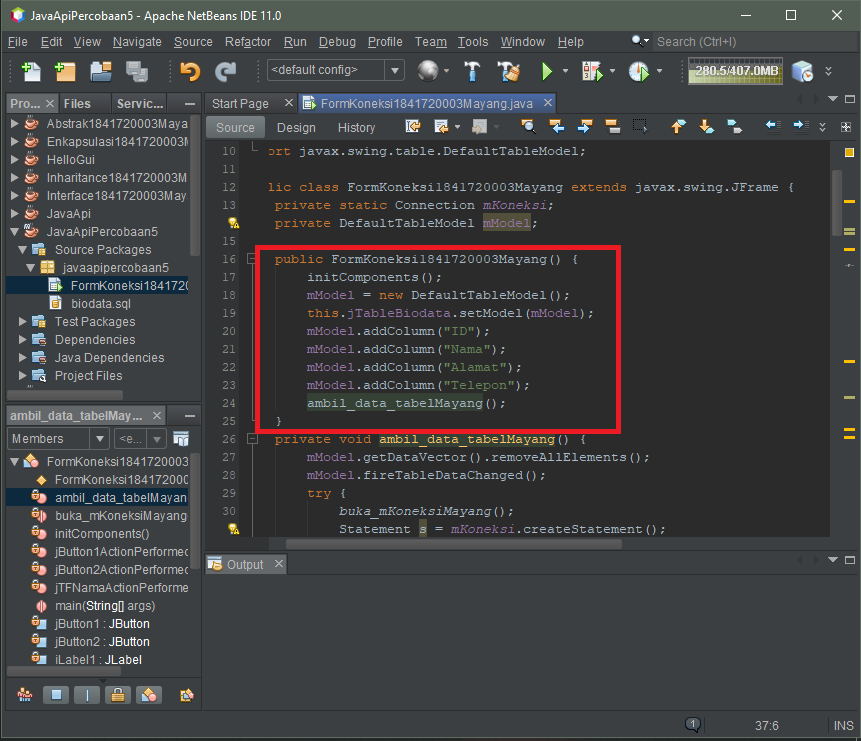 JavaApiPercobaan5 - Apache NetBeans IDE 11.0
File Edit View Navigate Source Refactor Run Debug Profile Team Tools Window Help Search (Ctrl+I)
<default config> 280.5/407.0MB
Pro... Files Servic...
Abstrak1841720003Maya
Enkapsulasi1841720003M
HelloGui
Inharitance1841720003M
Interface1841720003May
JavaApi
JavaApiPercobaan5
Source Packages
javaapipercobaan5
FormKoneksi18417200
biodata.sql
Test Packages
Dependencies
Java Dependencies
Project Files
ambil_data_tabelMay...
Members <e...
FormKoneksi1841720003
FormKoneksi1841720003
ambil_data_tabelMayan
buka_mKoneksiMayang
initComponents()
jButton1ActionPerformed
jButton2ActionPerformed
jTFNamaActionPerforme
main(String[] args)
jButton1 : JButton
jButton2 : JButton
jLabel1 : JLabel
Start Page FormKoneksi1841720003Mayang.java
Source Design History
10 ort javax.swing.table.DefaultTableModel;
11
12 lic class FormKoneksi1841720003Mayang extends javax.swing.JFrame {
13 private static Connection mKoneksi;
private DefaultTableModel mModel;
15
16 public FormKoneksi1841720003Mayang() {
17 initComponents();
18 mModel = new DefaultTableModel();
19 this.jTableBiodata.setModel(mModel);
20 mModel.addColumn("ID");
21 mModel.addColumn("Nama");
22 mModel.addColumn("Alamat");
23 mModel.addColumn("Telepon");
24 ambil_data_tabelMayang();
25 }
26 private void ambil_data_tabelMayang() {
27 mModel.getDataVector().removeAllElements();
28 mModel.fireTableDataChanged();
29 try {
30 buka_mKoneksiMayang();
Statement s = mKoneksi.createStatement();
Output
1 37:6 INS